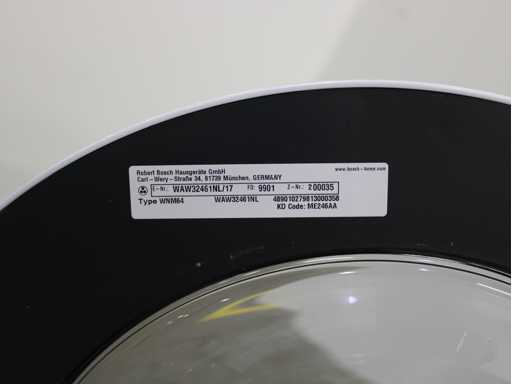 Robert Bosch Hausgeräte GmbH
www.bosch-home.com
Carl-Wery-Straße 34, 81739 München, GERMANY
E-Nr.: WAW32461NL/17 FD: 9901 Z-Nr.: 200035
Type WNM64 WAW32461NL 489010279813000358
KD Code: ME246AA